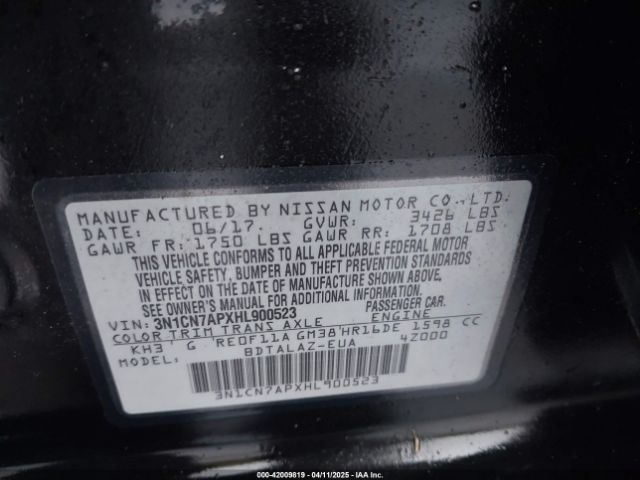 MANUFACTURED BY NISSAN MOTOR CO., LTD.
DATE: 06/17. GVWR: 3426 LBS
GAWR FR: 1750 LBS GAWR RR: 1708 LBS
THIS VEHICLE CONFORMS TO ALL APPLICABLE FEDERAL MOTOR
VEHICLE SAFETY, BUMPER AND THEFT PREVENTION STANDARDS
IN EFFECT ON THE DATE OF MANUFACTURE SHOWN ABOVE.
SEE OWNER'S MANUAL FOR ADDITIONAL INFORMATION.
VIN: 3N1CN7APXHL900523 PASSENGER CAR.
COLOR TRIM TRANS AXLE ENGINE
KH3 G RE0F11A GM38 HR16DE 1598 CC
MODEL: BDTALAZ-EUA 4Z000
3N1CN7APXHL900523
000-42009819 - 04/11/2025 - IAA Inc.